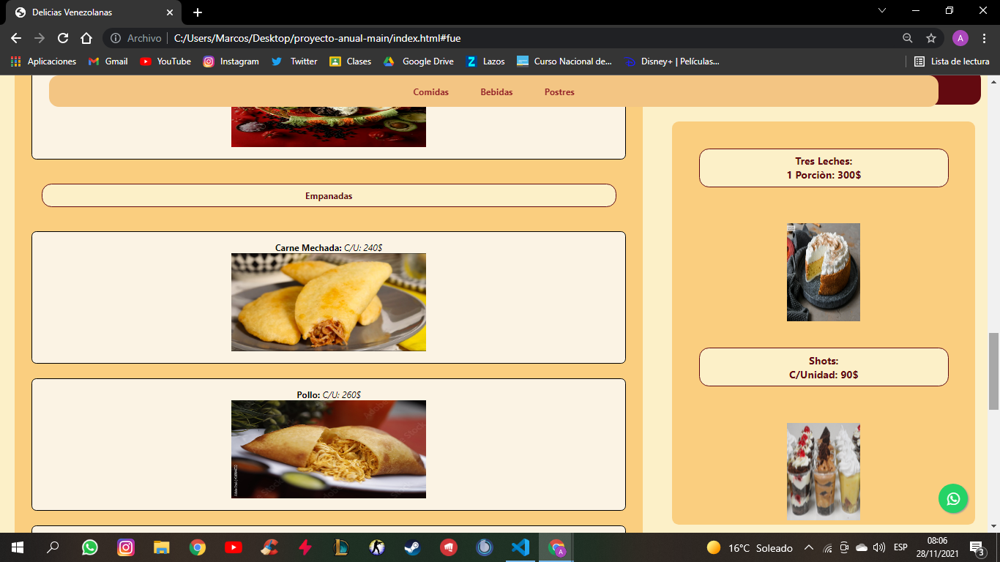 Delicias Venezolanas
Archivo
C:/Users/Marcos/Desktop/proyecto-anual-main/index.html#fue
A
Aplicaciones
Gmail
YouTube
Instagram
Twitter
Clases
Google Drive
Lazos
Curso Nacional de...
Disney+ | Películas...
Lista de lectura
Comidas
Bebidas
Postres
Empanadas
Carne Mechada: C/U: 240$
Pollo: C/U: 260$
Tres Leches:
1 Porciòn: 300$
Shots:
C/Unidad: 90$
16°C Soleado
ESP
08:06
28/11/2021
3
A